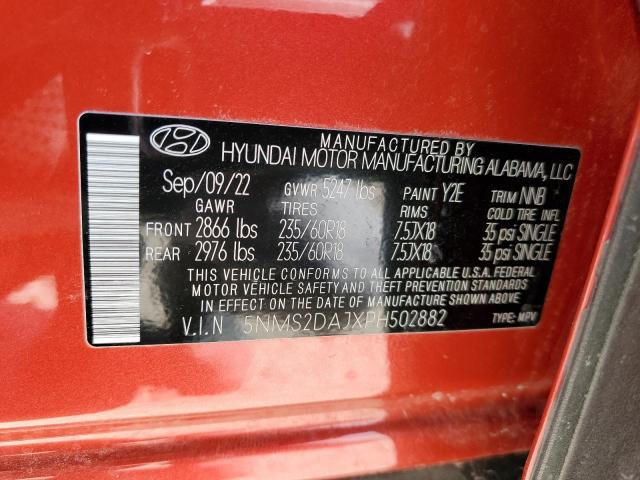 MANUFACTURED BY
HYUNDAI MOTOR MANUFACTURING ALABAMA, LLC
Sep/09/22 GVWR 5247 lbs PAINT Y2E TRIM NNB
GAWR TIRES RIMS COLD TIRE INFL
FRONT 2866 lbs 235/60R18 7.5JX18 35 psi SINGLE
REAR 2976 lbs 235/60R18 7.5JX18 35 psi SINGLE
THIS VEHICLE CONFORMS TO ALL APPLICABLE U.S.A. FEDERAL
MOTOR VEHICLE SAFETY AND THEFT PREVENTION STANDARDS
IN EFFECT ON THE DATE OF MANUFACTURE SHOWN ABOVE.
V.I.N 5NMS2DAJXPH502882 TYPE: MPV